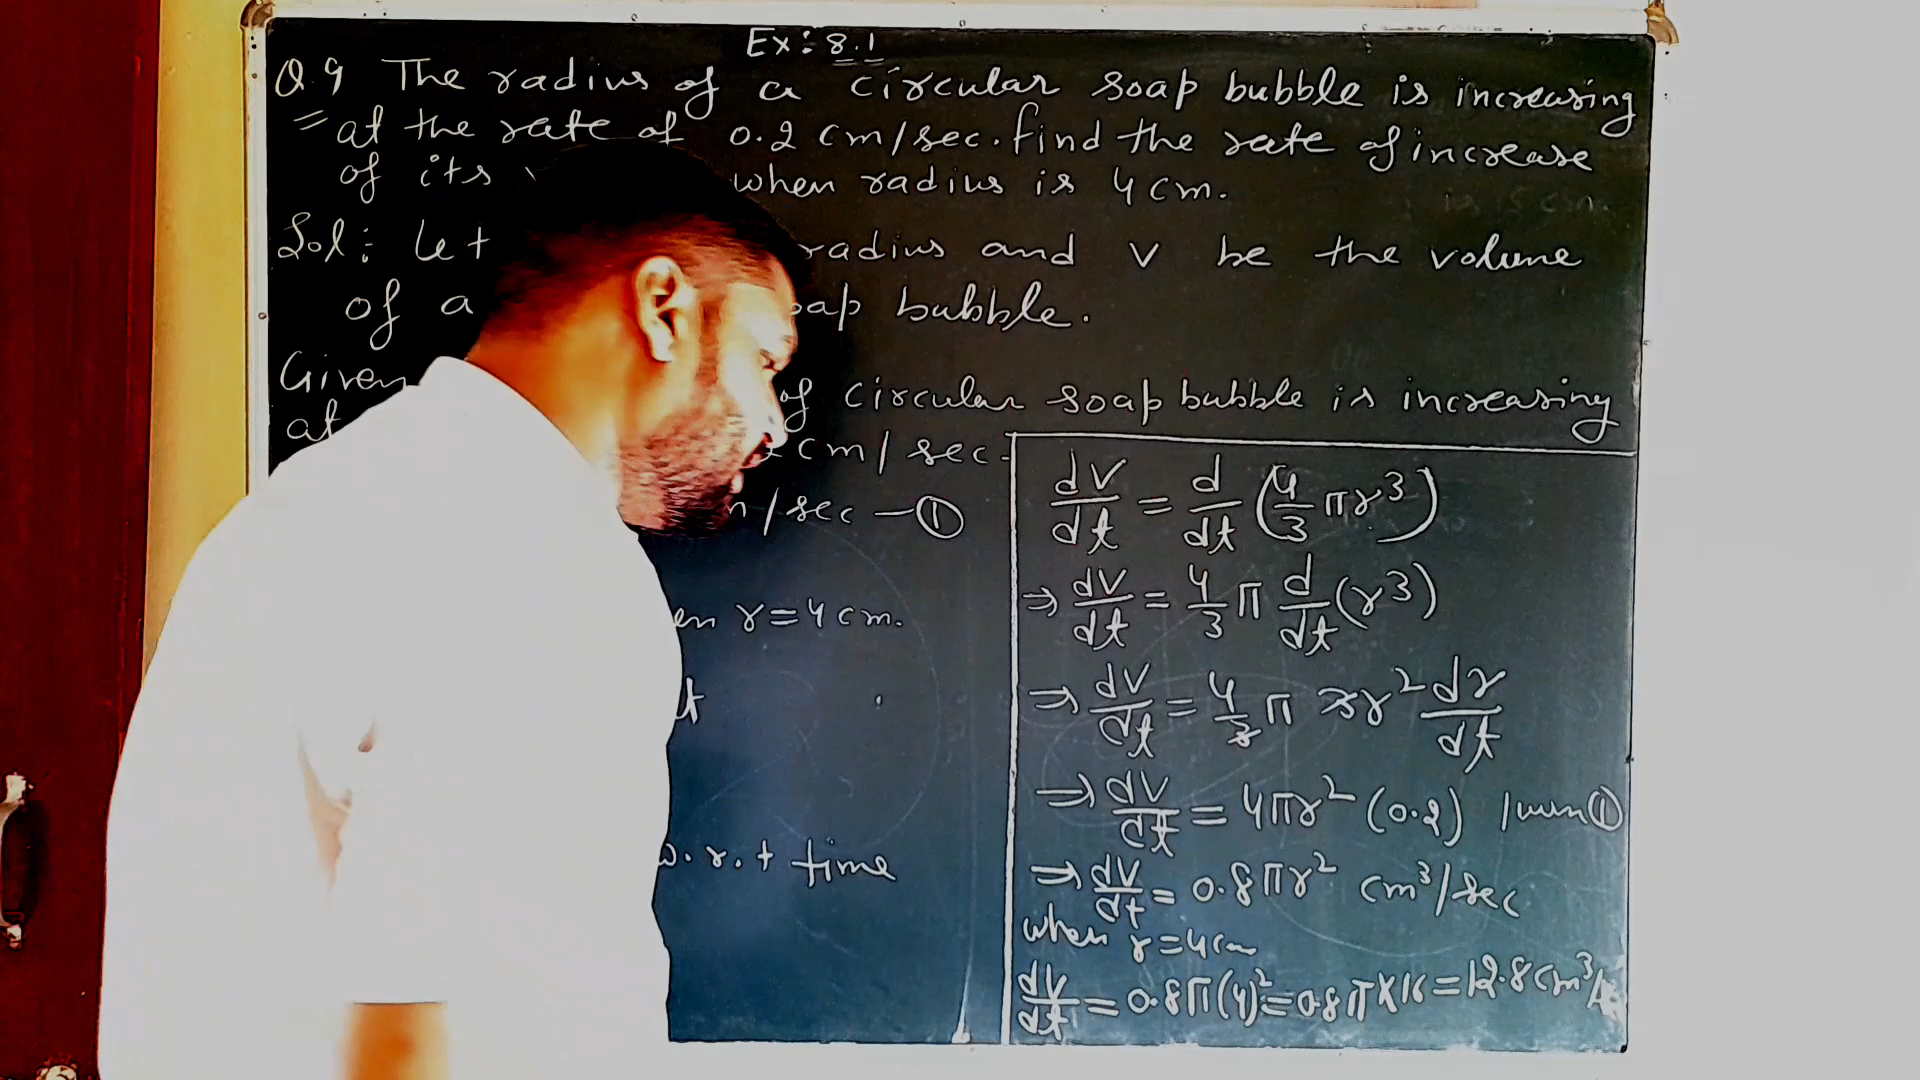 Ex: 8.1
Q.9 The radius of a circular soap bubble is increasing
at the rate of 0.2 cm/sec. find the rate of increase
of its when radius is 4 cm.
Sol: Let radius and V be the volume
of a soap bubble.
Given of circular soap bubble is increasing
at cm/sec.
/sec - ①
r = 4 cm.
w.r.t time
dV/dt = d/dt (4/3 πr³)
⇒ dV/dt = 4/3 π d/dt (r³)
⇒ dV/dt = 4/3 π 3r² dr/dt
⇒ dV/dt = 4πr² (0.2) ①
⇒ dV/dt = 0.8πr² cm³/sec
when r = 4 cm
dV/dt = 0.8π(4)² = 0.8π×16 = 12.8 cm³/s